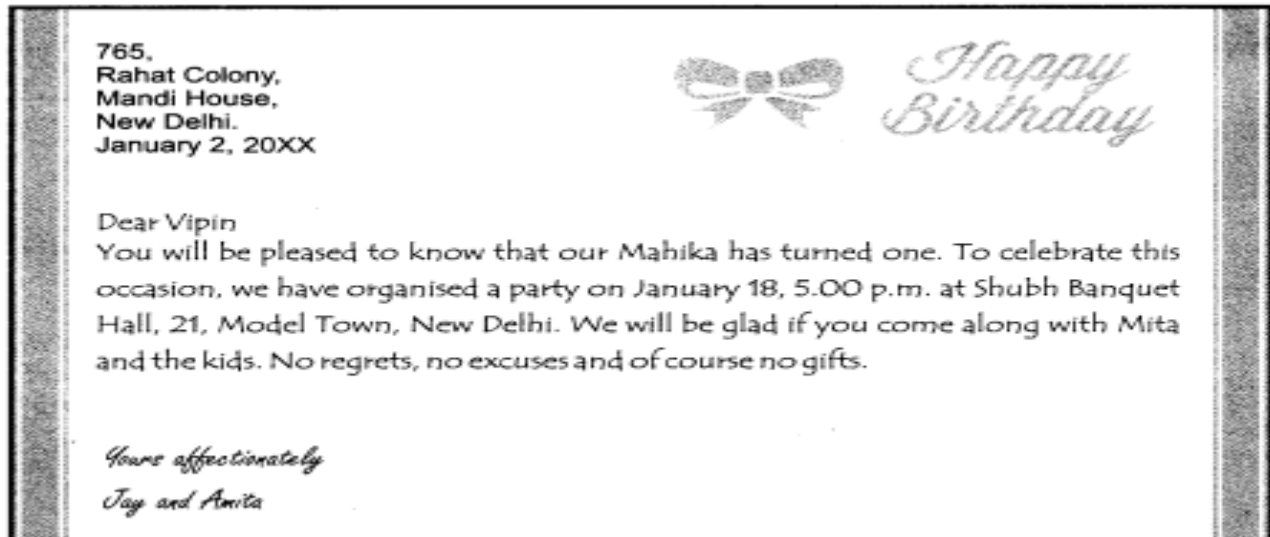 765,
Rahat Colony,
Mandi House,
New Delhi.
January 2, 20XX
Happy
Birthday
Dear Vipin
You will be pleased to know that our Mahika has turned one. To celebrate this
occasion, we have organised a party on January 18, 5.00 p.m. at Shubh Banquet
Hall, 21, Model Town, New Delhi. We will be glad if you come along with Mita
and the kids. No regrets, no excuses and of course no gifts.
Yours affectionately
Jay and Amita